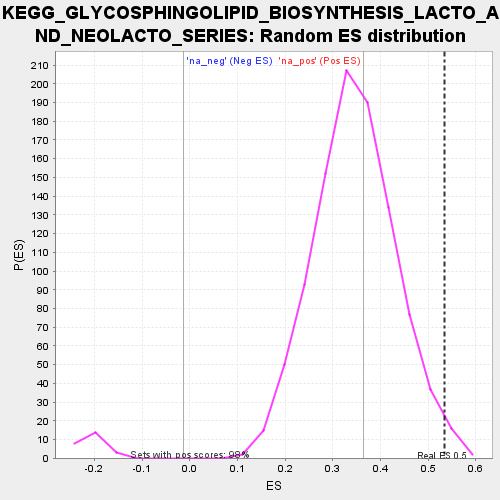 KEGG_GLYCOSPHINGOLIPID_BIOSYNTHESIS_LACTO_A
ND_NEOLACTO_SERIES: Random ES distribution
'na_neg' (Neg ES) 'na_pos' (Pos ES)
210
200
190
180
170
160
150
140
130
120
110
100
90
80
70
60
50
40
30
20
10
0
P(ES)
Sets with pos scores: 98%
Real ES 0.5
-0.2 -0.1 0.0 0.1 0.2 0.3 0.4 0.5 0.6
ES